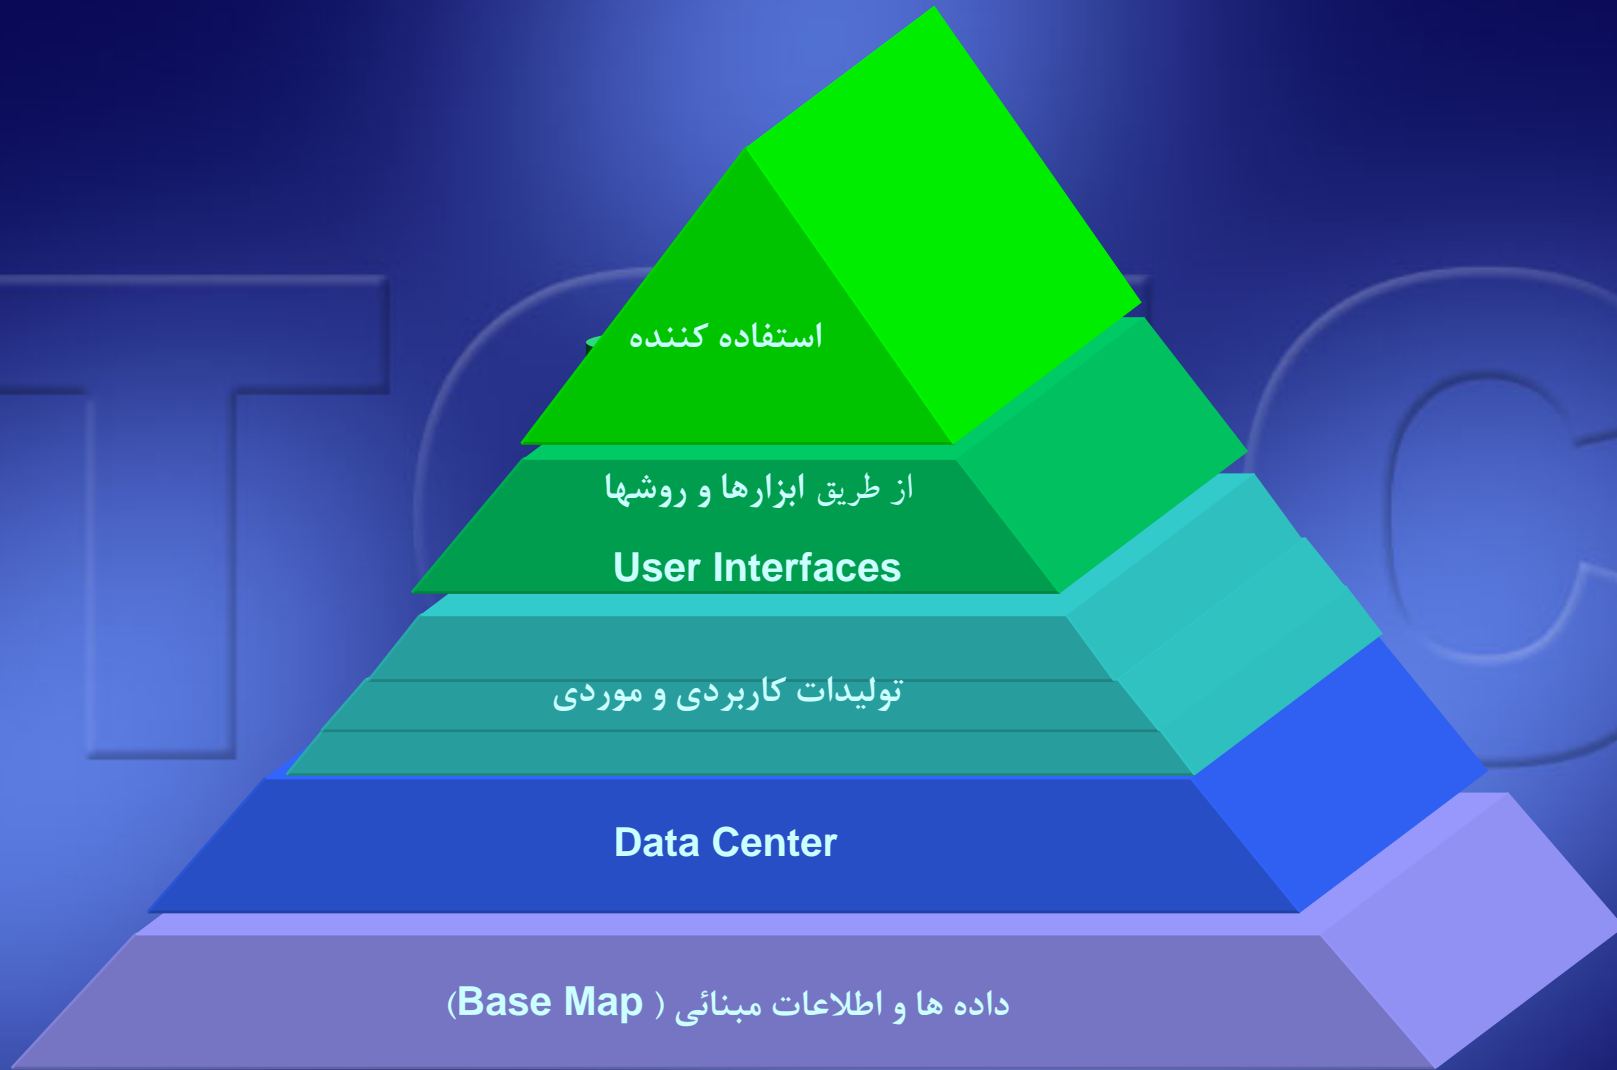 استفاده کننده
از طریق ابزارها و روشها
User Interfaces
تولیدات کاربردی و موردی
Data Center
داده ها و اطلاعات مبنائی ( Base Map)